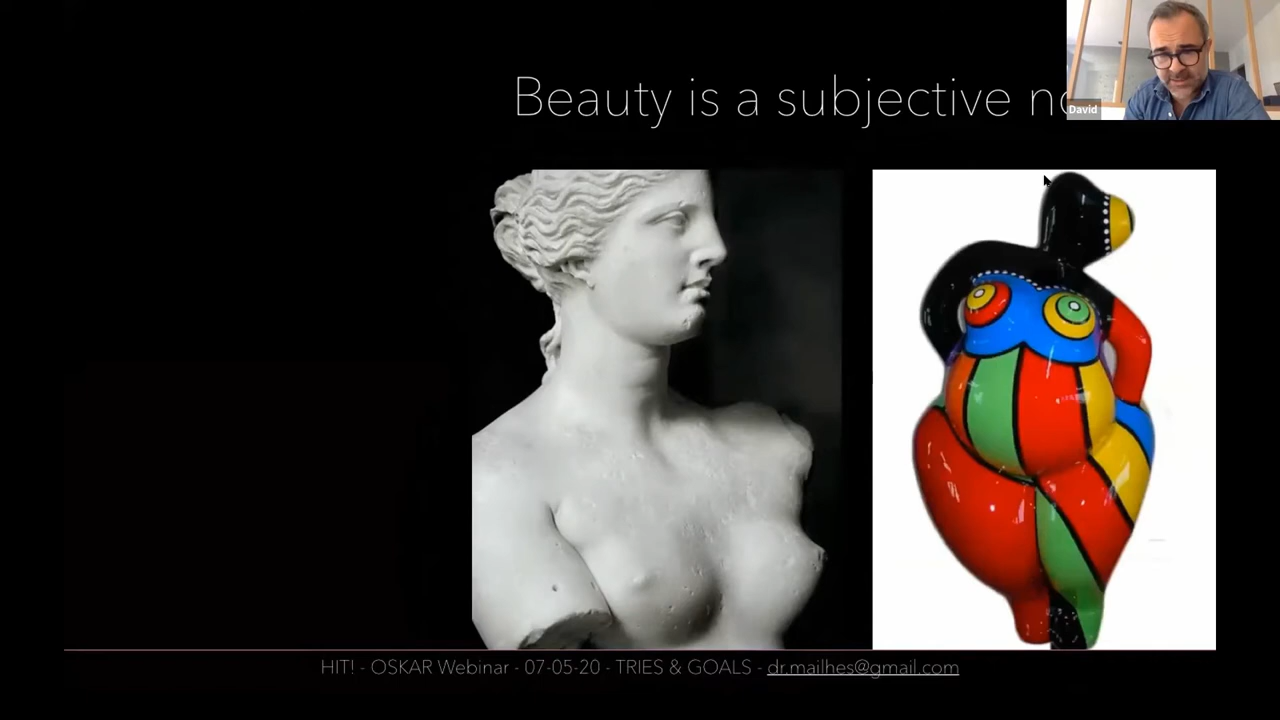 Beauty is a subjective
David
HIT! - OSKAR Webinar - 07-05-20 - TRIES & GOALS - dr.mailhes@gmail.com